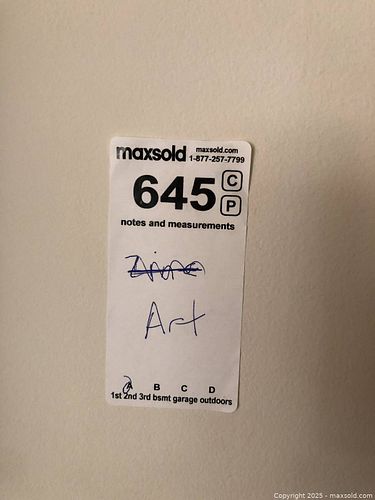 maxsold maxsold.com
1-877-257-7799
645 C
P
notes and measurements
Art
A B C D
1st 2nd 3rd bsmt garage outdoors
Copyright © 2025 - maxsold.com